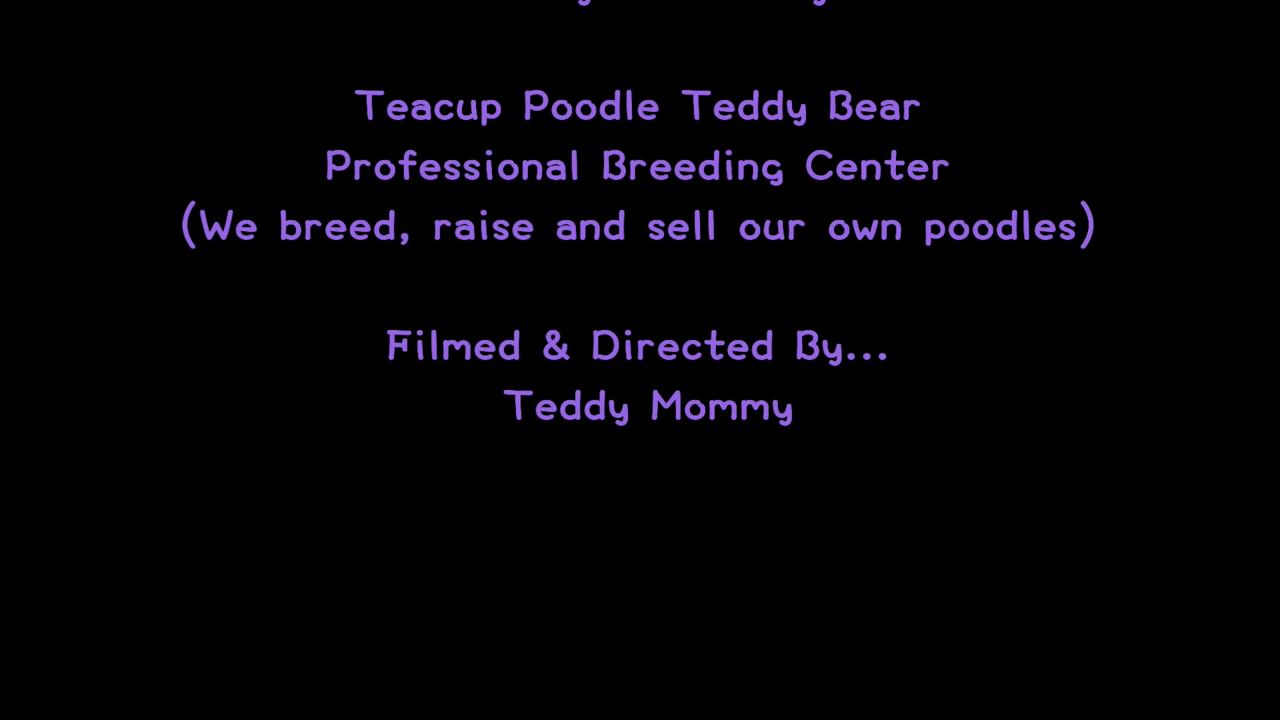 Teacup Poodle Teddy Bear
Professional Breeding Center
(We breed, raise and sell our own poodles)
Filmed & Directed By...
Teddy Mommy